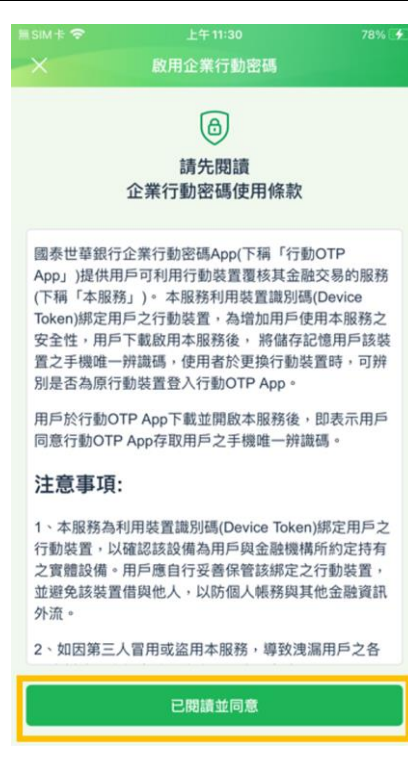 無SIM卡
上午11:30
78%
啟用企業行動密碼
請先閱讀
企業行動密碼使用條款
國泰世華銀行企業行動密碼App(下稱「行動OTP
App」)提供用戶可利用行動裝置覆核其金融交易的服務
(下稱「本服務」)。 本服務利用裝置識別碼(Device
Token)綁定用戶之行動裝置，為增加用戶使用本服務之
安全性，用戶下載啟用本服務後， 將儲存記憶用戶該裝
置之手機唯一辨識碼，使用者於更換行動裝置時，可辨
別是否為原行動裝置登入行動OTP App。
用戶於行動OTP App下載並開啟本服務後，即表示用戶
同意行動OTP App存取用戶之手機唯一辨識碼。
注意事項:
1、本服務為利用裝置識別碼(Device Token)綁定用戶之
行動裝置，以確認該設備為用戶與金融機構所約定持有
之實體設備。用戶應自行妥善保管該綁定之行動裝置，
並避免該裝置借與他人，以防個人帳務與其他金融資訊
外流。
2、如因第三人冒用或盜用本服務，導致洩漏用戶之各
已閱讀並同意